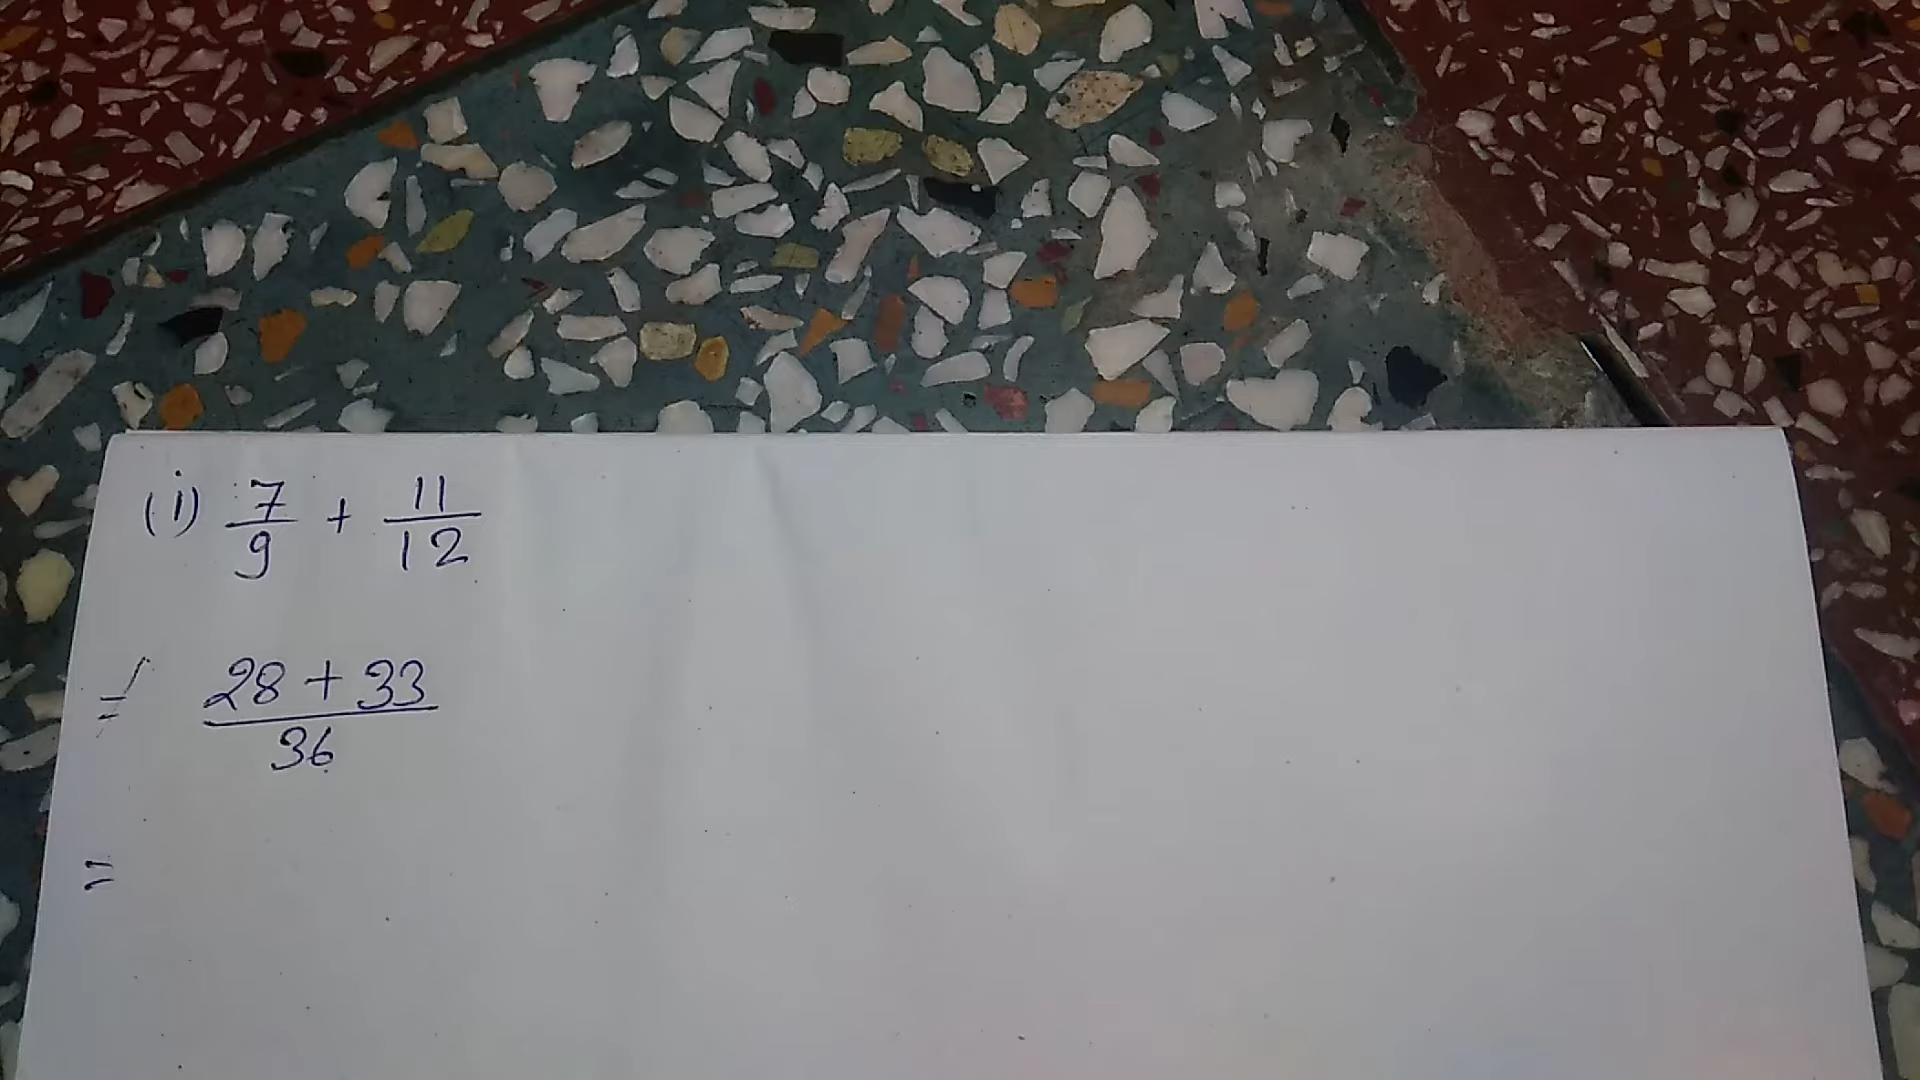 (i) 7/9 + 11/12
= 28 + 33/36
=